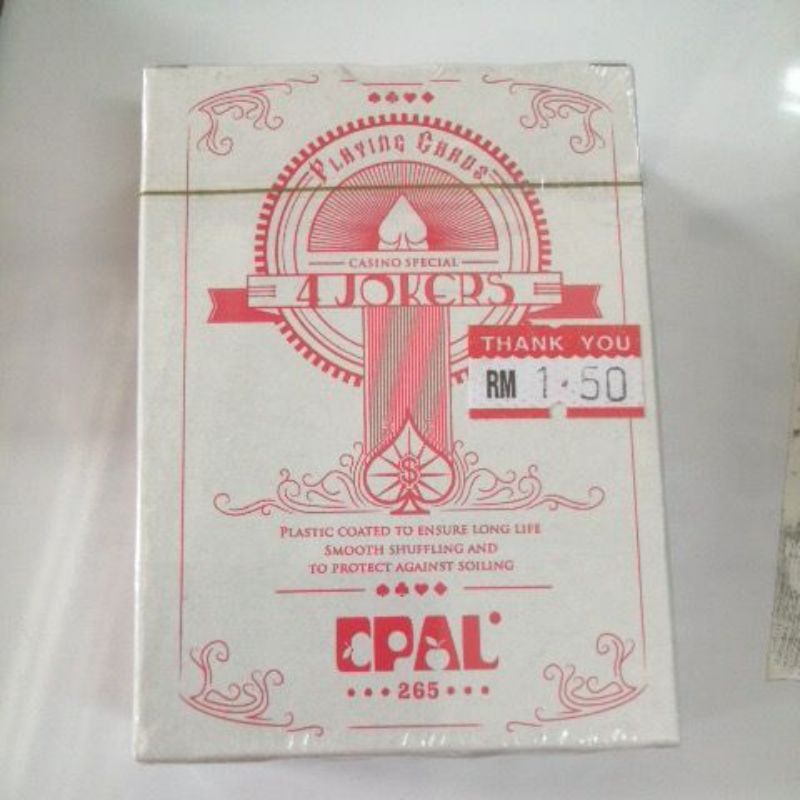 PLAYING CARDS
CASINO SPECIAL
4 JOKERS
THANK YOU
RM 1.50
$
PLASTIC COATED TO ENSURE LONG LIFE
SMOOTH SHUFFLING AND
TO PROTECT AGAINST SOILING
EPAL
265